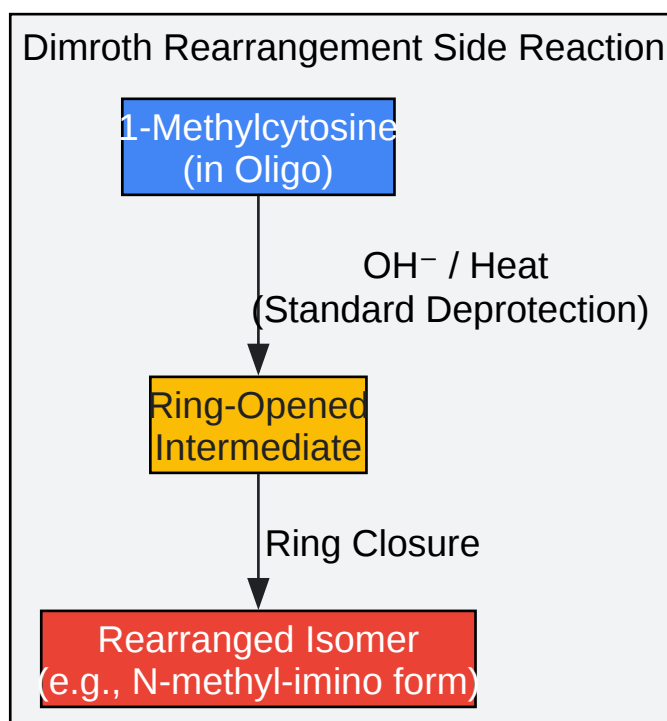 Dimroth Rearrangement Side Reaction
1-Methylcytosine
(in Oligo)
OH⁻ / Heat
(Standard Deprotection)
Ring-Opened
Intermediate
Ring Closure
Rearranged Isomer
(e.g., N-methyl-imino form)